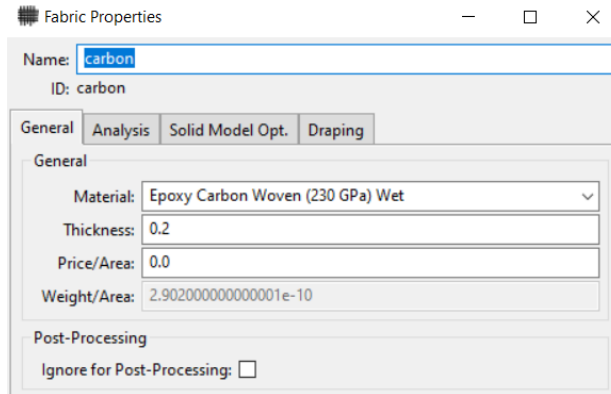 Fabric Properties
Name: carbon
ID: carbon
General Analysis Solid Model Opt. Draping
General
Material: Epoxy Carbon Woven (230 GPa) Wet
Thickness: 0.2
Price/Area: 0.0
Weight/Area: 2.902000000000001e-10
Post-Processing
Ignore for Post-Processing: